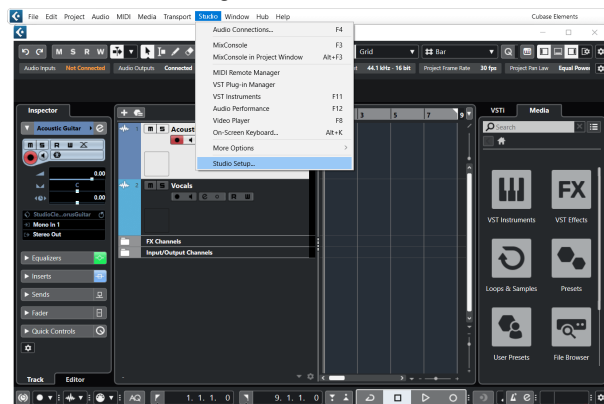 File Edit Project Audio MIDI Media Transport Studio Window Hub Help Cubase Elements
M S R W Grid # Bar Q
Audio Inputs Not Connected Audio Outputs Connected 44.1 kHz - 16 bit Project Frame Rate 30 fps Project Pan Law Equal Power
Audio Connections... F4
MixConsole F3
MixConsole in Project Window Alt+F3
MIDI Remote Manager
VST Plug-in Manager
VST Instruments F11
Audio Performance F12
Video Player F8
On-Screen Keyboard... Alt+K
More Options
Studio Setup...
Inspector
Acoustic Guitar
M S R W
0.00
C
0.00
StudioCle...orusGuitar
Mono In 1
Stereo Out
Equalizers
Inserts
Sends
Fader
Quick Controls
Track Editor
1 M S Acoust
2 M S Vocals
e R W
FX Channels
Input/Output Channels
3 5 7 9
VSTi Media
Search
VST Instruments
FX
VST Effects
Loops & Samples
Presets
User Presets
File Browser
AQ 1. 1. 1. 0 9. 1. 1. 0